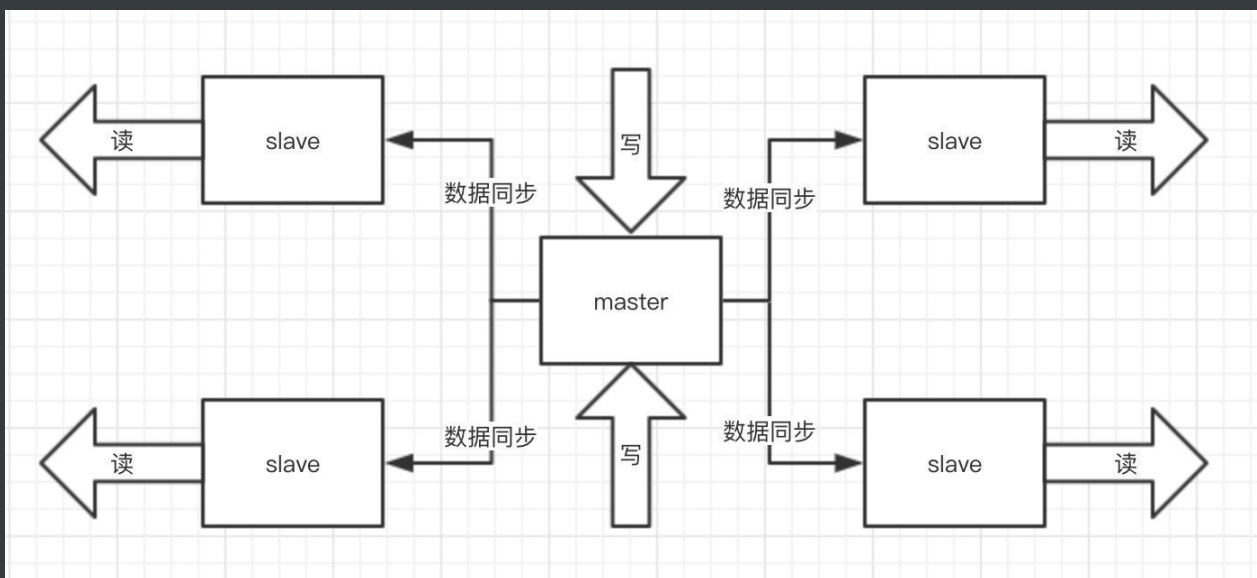 写
读
slave
slave
读
数据同步
数据同步
master
数据同步
数据同步
读
slave
写
slave
读